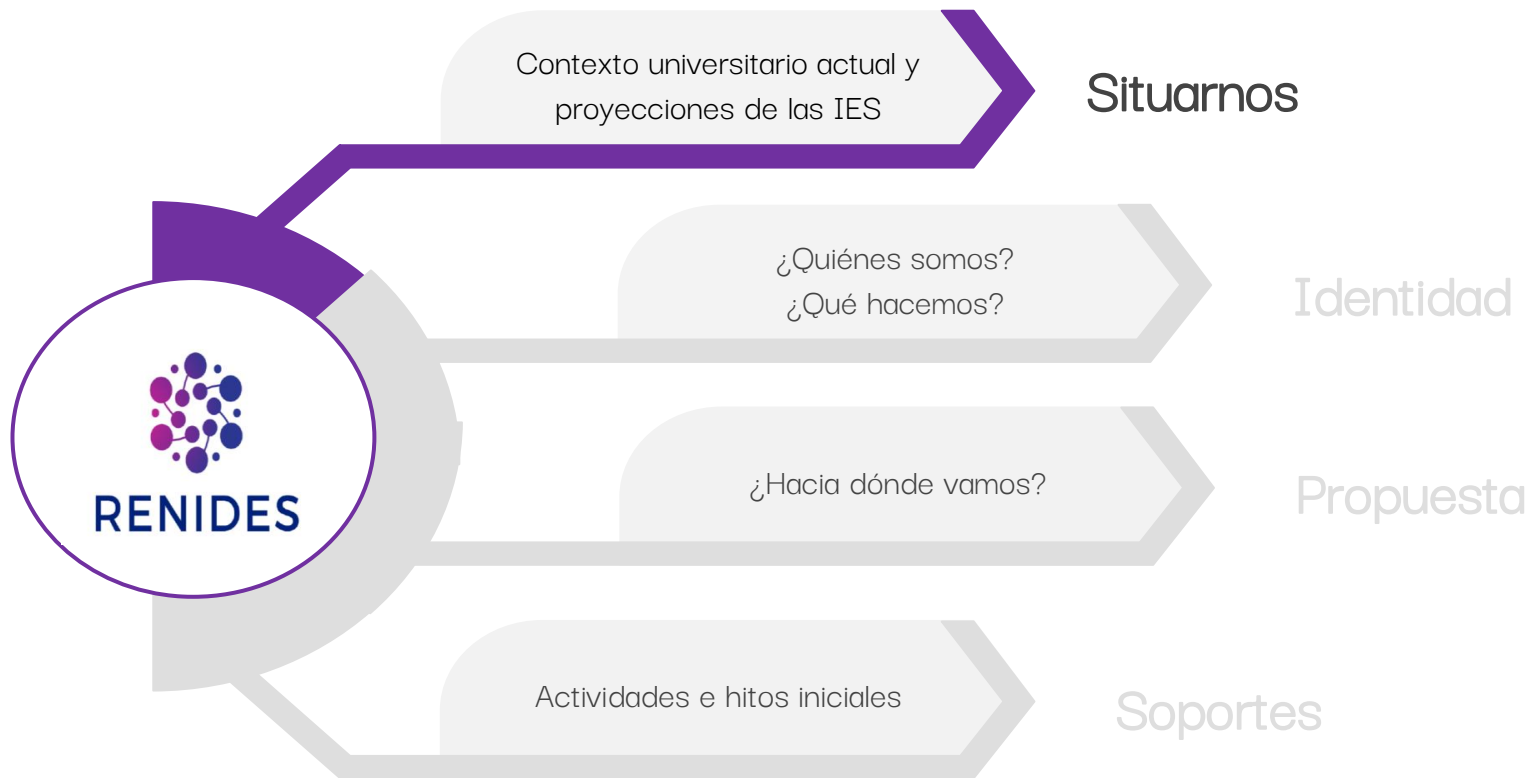 Contexto universitario actual y
proyecciones de las IES
Situarnos
¿Quiénes somos?
¿Qué hacemos?
Identidad
RENIDES
¿Hacia dónde vamos?
Propuesta
Actividades e hitos iniciales
Soportes